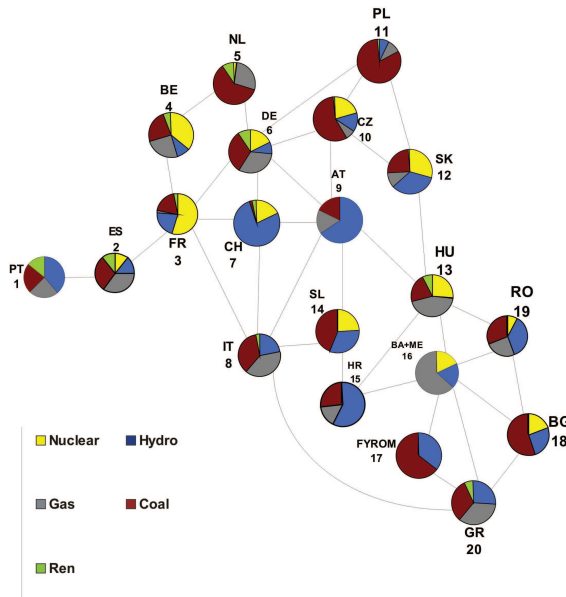 PL
11
NL
5
BE
4
DE
6
CZ
10
SK
12
AT
9
ES
2
FR
3
CH
7
PT
1
HU
13
RO
19
SL
14
IT
8
HR
15
BA+ME
16
BG
18
FYROM
17
GR
20
Nuclear
Hydro
Gas
Coal
Ren